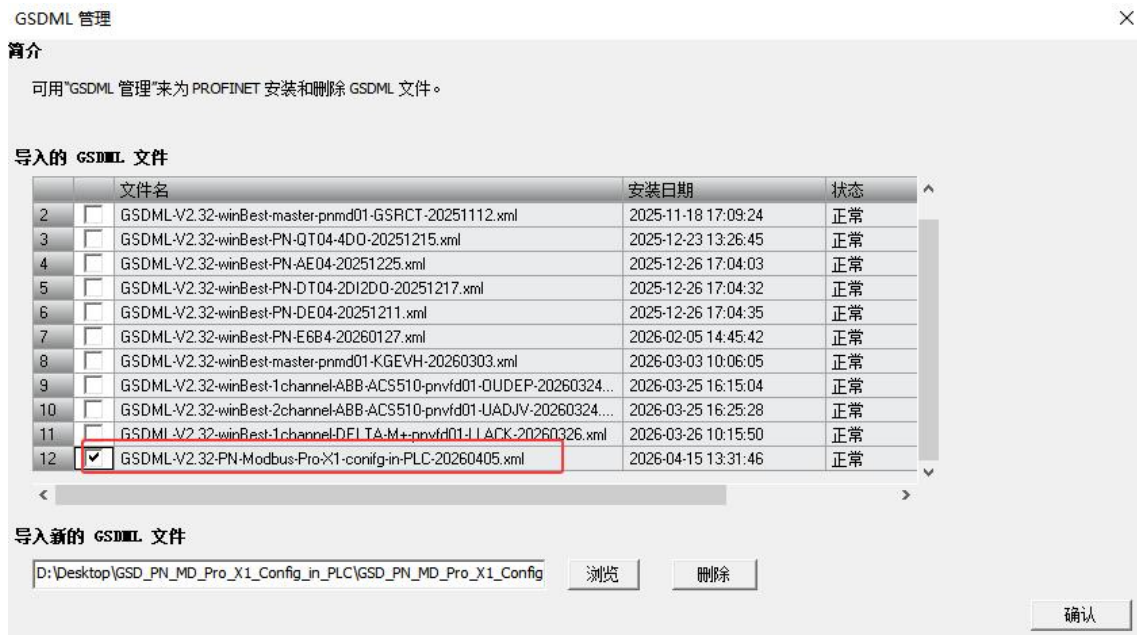 GSDML 管理
简介
可用"GSDML 管理"来为 PROFINET 安装和删除 GSDML 文件。
导入的 GSDML 文件
文件名 安装日期 状态
2 GSDML-V2.32-winBest-master-pnmd01-GSRCT-20251112.xml 2025-11-18 17:09:24 正常
3 GSDML-V2.32-winBest-PN-QT04-4DO-20251215.xml 2025-12-23 13:26:45 正常
4 GSDML-V2.32-winBest-PN-AE04-20251225.xml 2025-12-26 17:04:03 正常
5 GSDML-V2.32-winBest-PN-DT04-2DI2DO-20251217.xml 2025-12-26 17:04:32 正常
6 GSDML-V2.32-winBest-PN-DE04-20251211.xml 2025-12-26 17:04:35 正常
7 GSDML-V2.32-winBest-PN-E6B4-20260127.xml 2026-02-05 14:45:42 正常
8 GSDML-V2.32-winBest-master-pnmd01-KGEVH-20260303.xml 2026-03-03 10:06:05 正常
9 GSDML-V2.32-winBest-1channel-ABB-ACS510-pnvfd01-OUDEP-20260324... 2026-03-25 16:15:04 正常
10 GSDML-V2.32-winBest-2channel-ABB-ACS510-pnvfd01-UADJV-20260324... 2026-03-25 16:25:28 正常
11 GSDML-V2.32-winBest-1channel-DELTA-M+-pnvfd01-LLACK-20260326.xml 2026-03-26 10:15:50 正常
12 GSDML-V2.32-PN-Modbus-Pro-X1-conifg-in-PLC-20260405.xml 2026-04-15 13:31:46 正常
导入新的 GSDML 文件
D:\Desktop\GSD_PN_MD_Pro_X1_Config_in_PLC\GSD_PN_MD_Pro_X1_Config 浏览 删除
确认